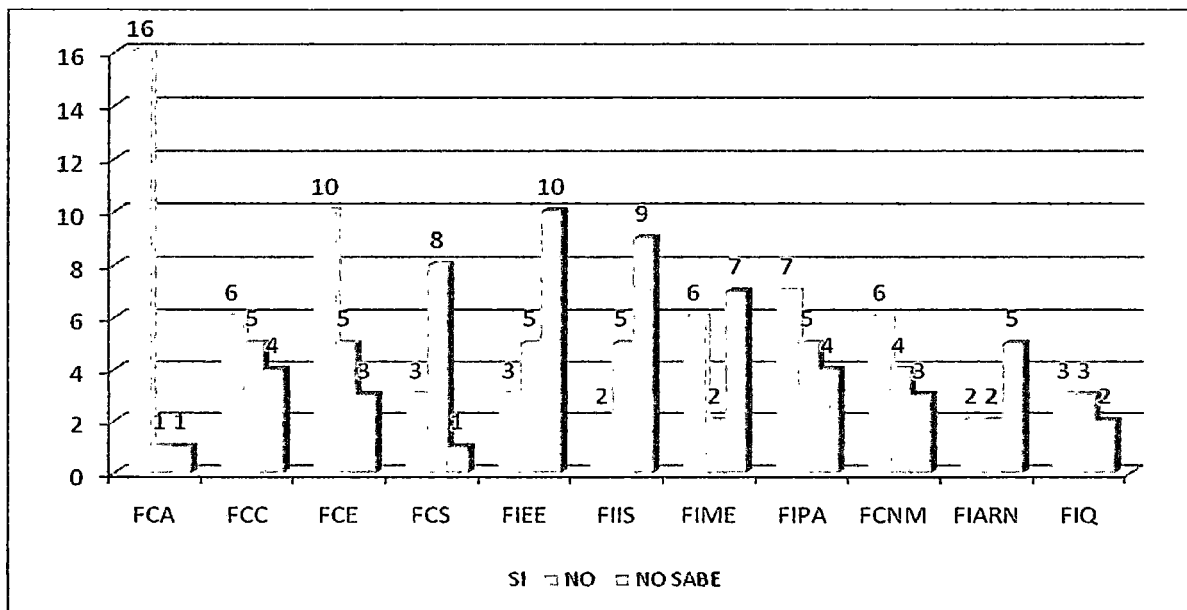 16
16
14
12
10 10 10
9
8 8
7 7
6 6 6 6
5 5 5 5 5 5
4 4 4 4
3 3 3 3 3 3
2 2 2 2 2 2
1 1 1
0
FCA FCC FCE FCS FIEE FIIS FIME FIPA FCNM FIARN FIQ
SI NO NO SABE